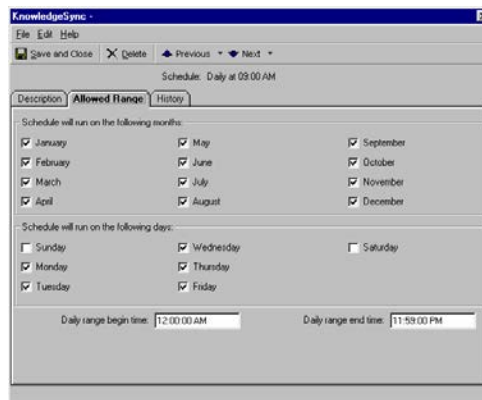 KnowledgeSync -
File Edit Help
Save and Close Delete Previous Next
Schedule: Daily at 09:00 AM
Description Allowed Range History
Schedule will run on the following months:
January May September
February June October
March July November
April August December
Schedule will run on the following days:
Sunday Wednesday Saturday
Monday Thursday
Tuesday Friday
Daily range begin time: 12:00:00 AM Daily range end time: 11:59:00 PM